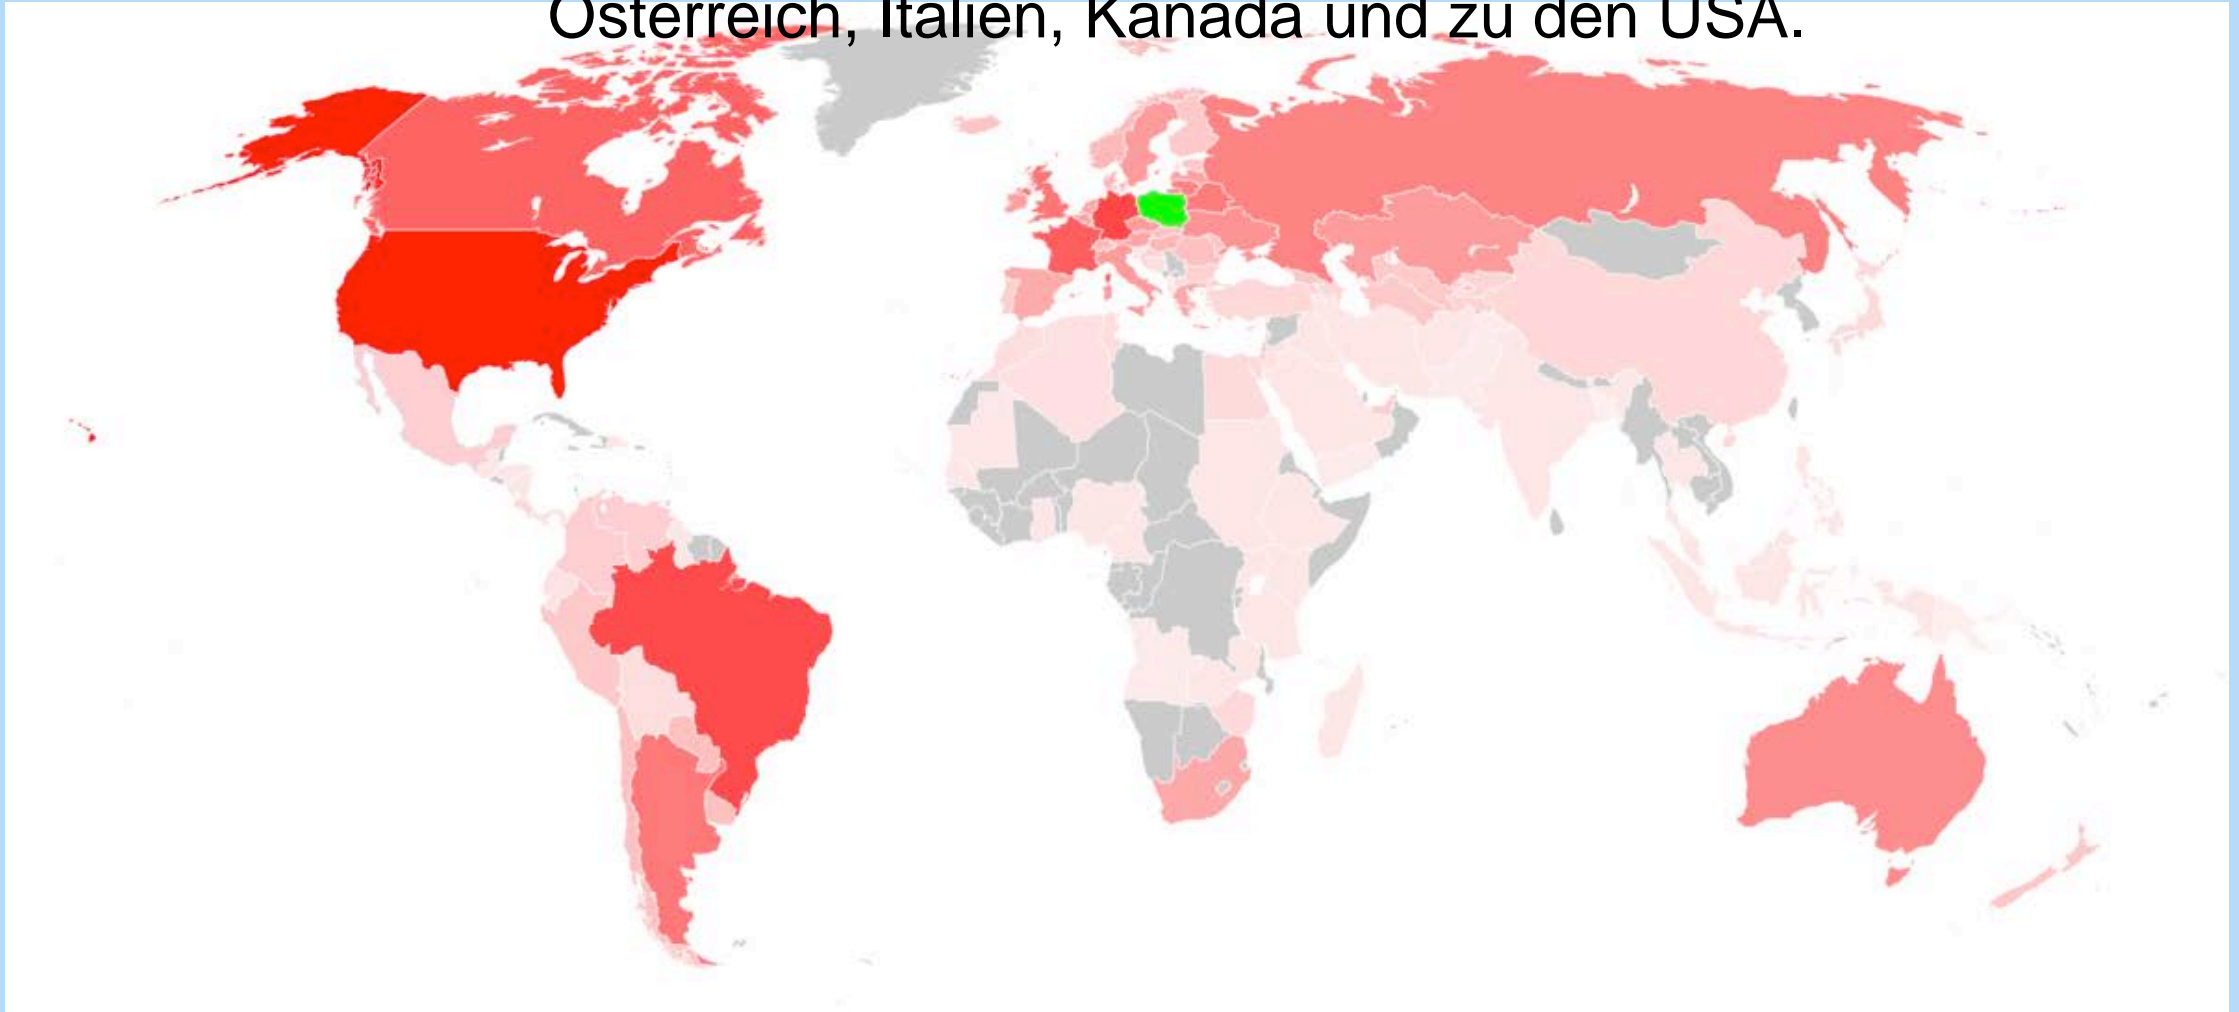 Österreich, Italien, Kanada und zu den USA.